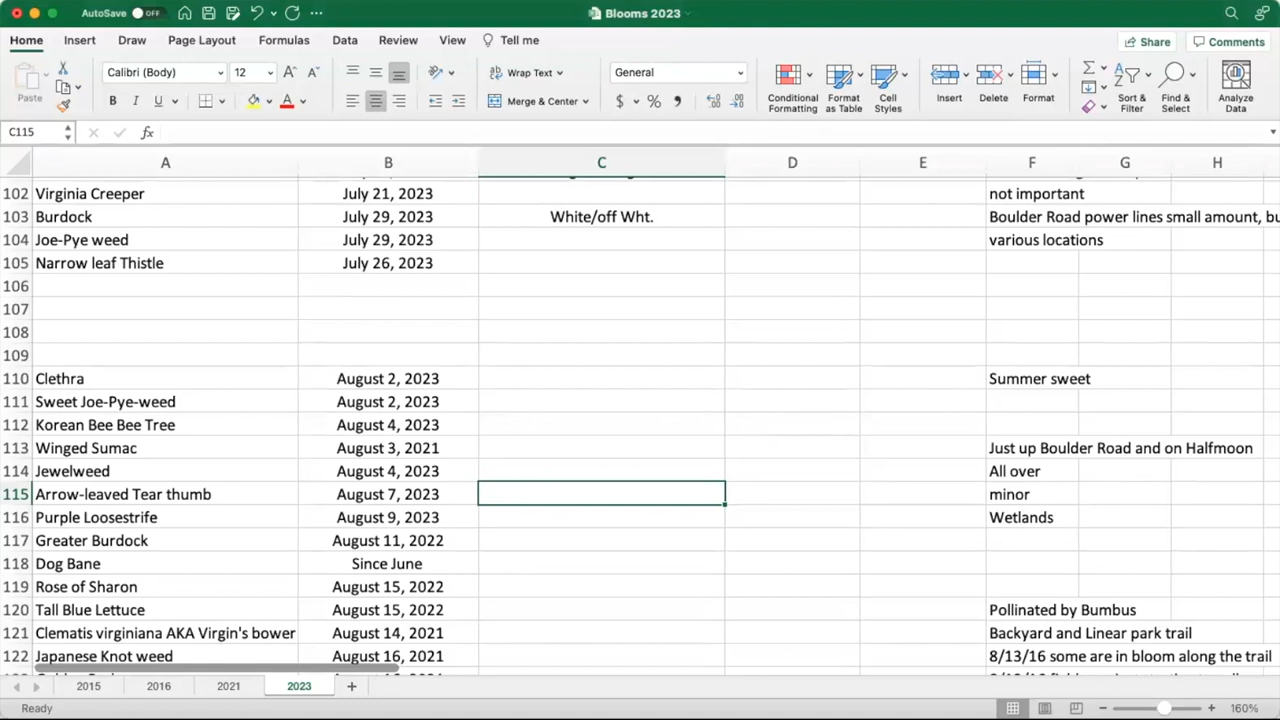 AutoSave OFF Blooms 2023
Home Insert Draw Page Layout Formulas Data Review View Tell me Share Comments
Paste Calibri (Body) 12 A A Wrap Text General
B I U A Merge & Center $ % Conditional Formatting Format as Table Cell Styles Insert Delete Format Sort & Filter Find & Select Analyze Data
C115 fx
A B C D E F G H
102 Virginia Creeper July 21, 2023 not important
103 Burdock July 29, 2023 White/off Wht. Boulder Road power lines small amount, bu
104 Joe-Pye weed July 29, 2023 various locations
105 Narrow leaf Thistle July 26, 2023
106
107
108
109
110 Clethra August 2, 2023 Summer sweet
111 Sweet Joe-Pye-weed August 2, 2023
112 Korean Bee Bee Tree August 4, 2023
113 Winged Sumac August 3, 2021 Just up Boulder Road and on Halfmoon
114 Jewelweed August 4, 2023 All over
115 Arrow-leaved Tear thumb August 7, 2023 minor
116 Purple Loosestrife August 9, 2023 Wetlands
117 Greater Burdock August 11, 2022
118 Dog Bane Since June
119 Rose of Sharon August 15, 2022
120 Tall Blue Lettuce August 15, 2022 Pollinated by Bumbus
121 Clematis virginiana AKA Virgin's bower August 14, 2021 Backyard and Linear park trail
122 Japanese Knot weed August 16, 2021 8/13/16 some are in bloom along the trail
2015 2016 2021 2023
Ready 160%